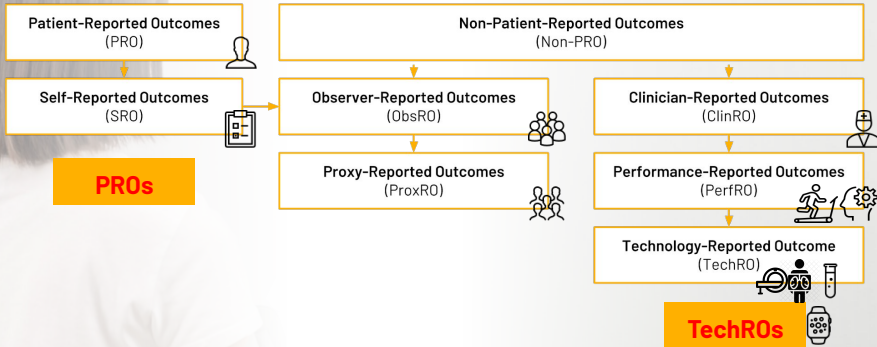 Patient-Reported Outcomes
(PRO)
Non-Patient-Reported Outcomes
(Non-PRO)
Self-Reported Outcomes
(SRO)
Observer-Reported Outcomes
(ObsRO)
Clinician-Reported Outcomes
(ClinRO)
PROs
Proxy-Reported Outcomes
(ProxRO)
Performance-Reported Outcomes
(PerfRO)
Technology-Reported Outcome
(TechRO)
TechROs